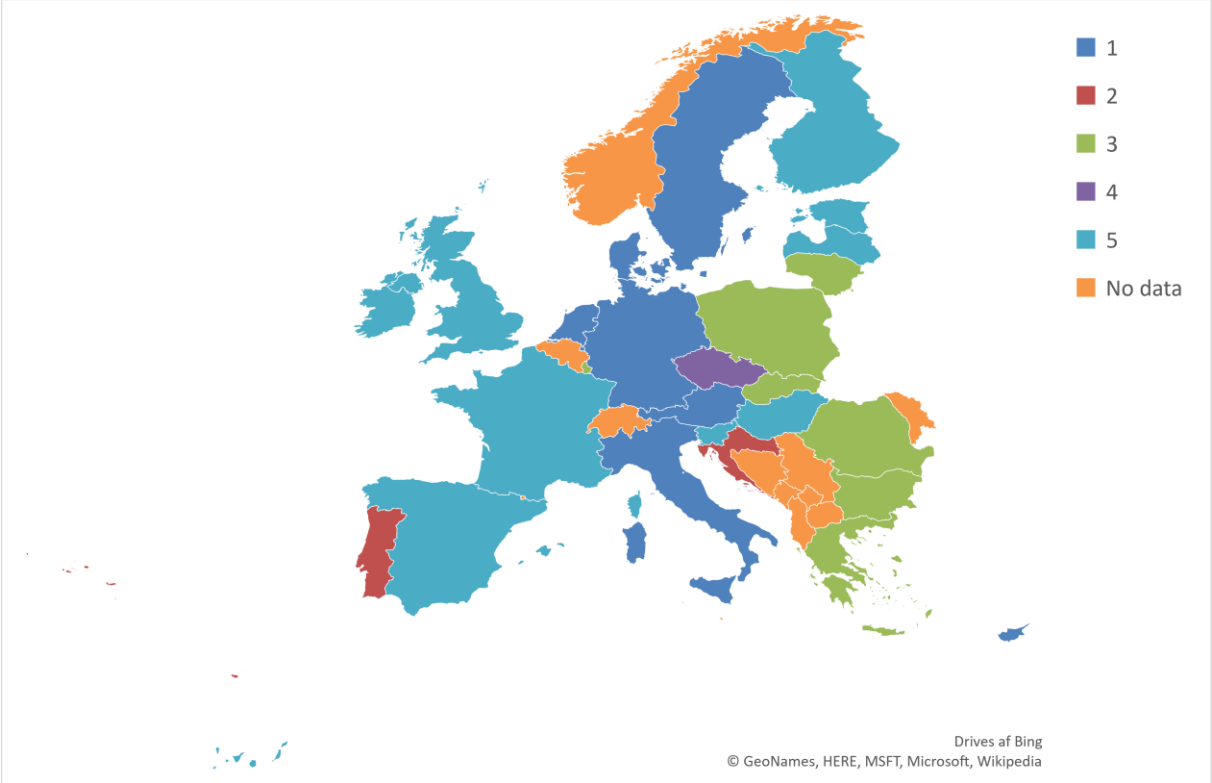 1
2
3
4
5
No data
Drives af Bing
© GeoNames, HERE, MSFT, Microsoft, Wikipedia